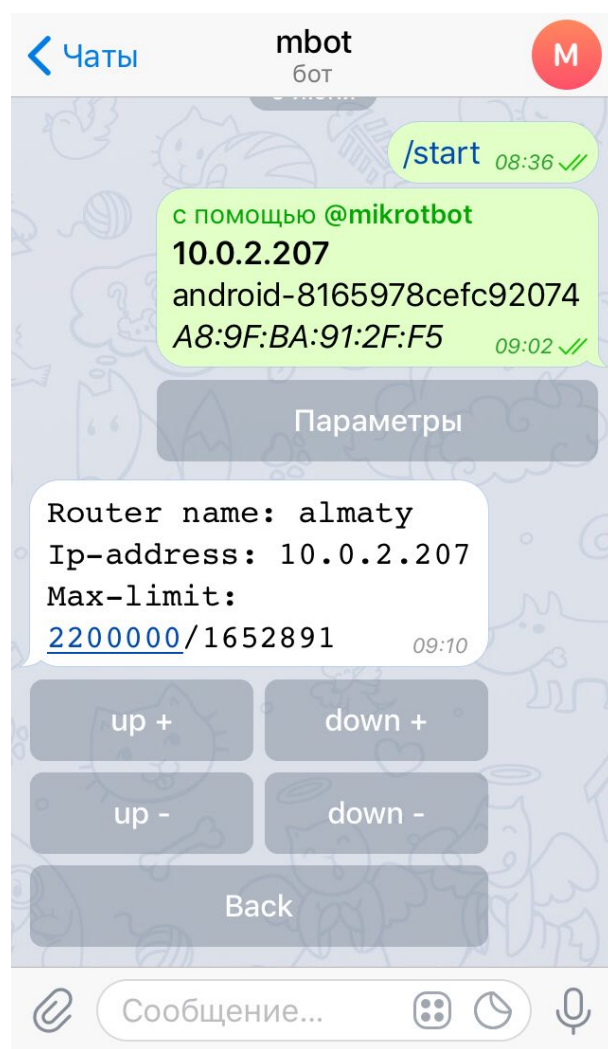 Чаты
mbot
бот
M
/start 08:36
с помощью @mikrotbot
10.0.2.207
android-8165978cefc92074
A8:9F:BA:91:2F:F5 09:02
Параметры
Router name: almaty
Ip-address: 10.0.2.207
Max-limit:
2200000/1652891 09:10
up + down +
up - down -
Back
Сообщение...